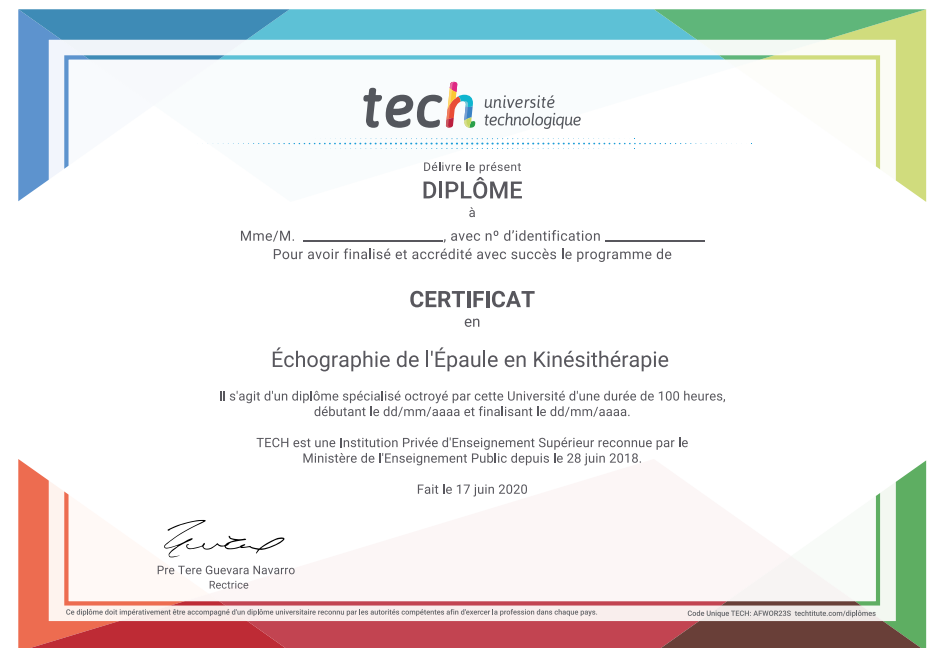 tech université
technologique
Délivre le présent
DIPLÔME
à
Mme/M. ____________________, avec nº d'identification ______________
Pour avoir finalisé et accrédité avec succès le programme de
CERTIFICAT
en
Échographie de l'Épaule en Kinésithérapie
Il s'agit d'un diplôme spécialisé octroyé par cette Université d'une durée de 100 heures,
débutant le dd/mm/aaaa et finalisant le dd/mm/aaaa.
TECH est une Institution Privée d'Enseignement Supérieur reconnue par le
Ministère de l'Enseignement Public depuis le 28 juin 2018.
Fait le 17 juin 2020
Pre Tere Guevara Navarro
Rectrice
Ce diplôme doit impérativement être accompagné d'un diplôme universitaire reconnu par les autorités compétentes afin d'exercer la profession dans chaque pays.
Code Unique TECH: AFWOR23S techtitute.com/diplômes